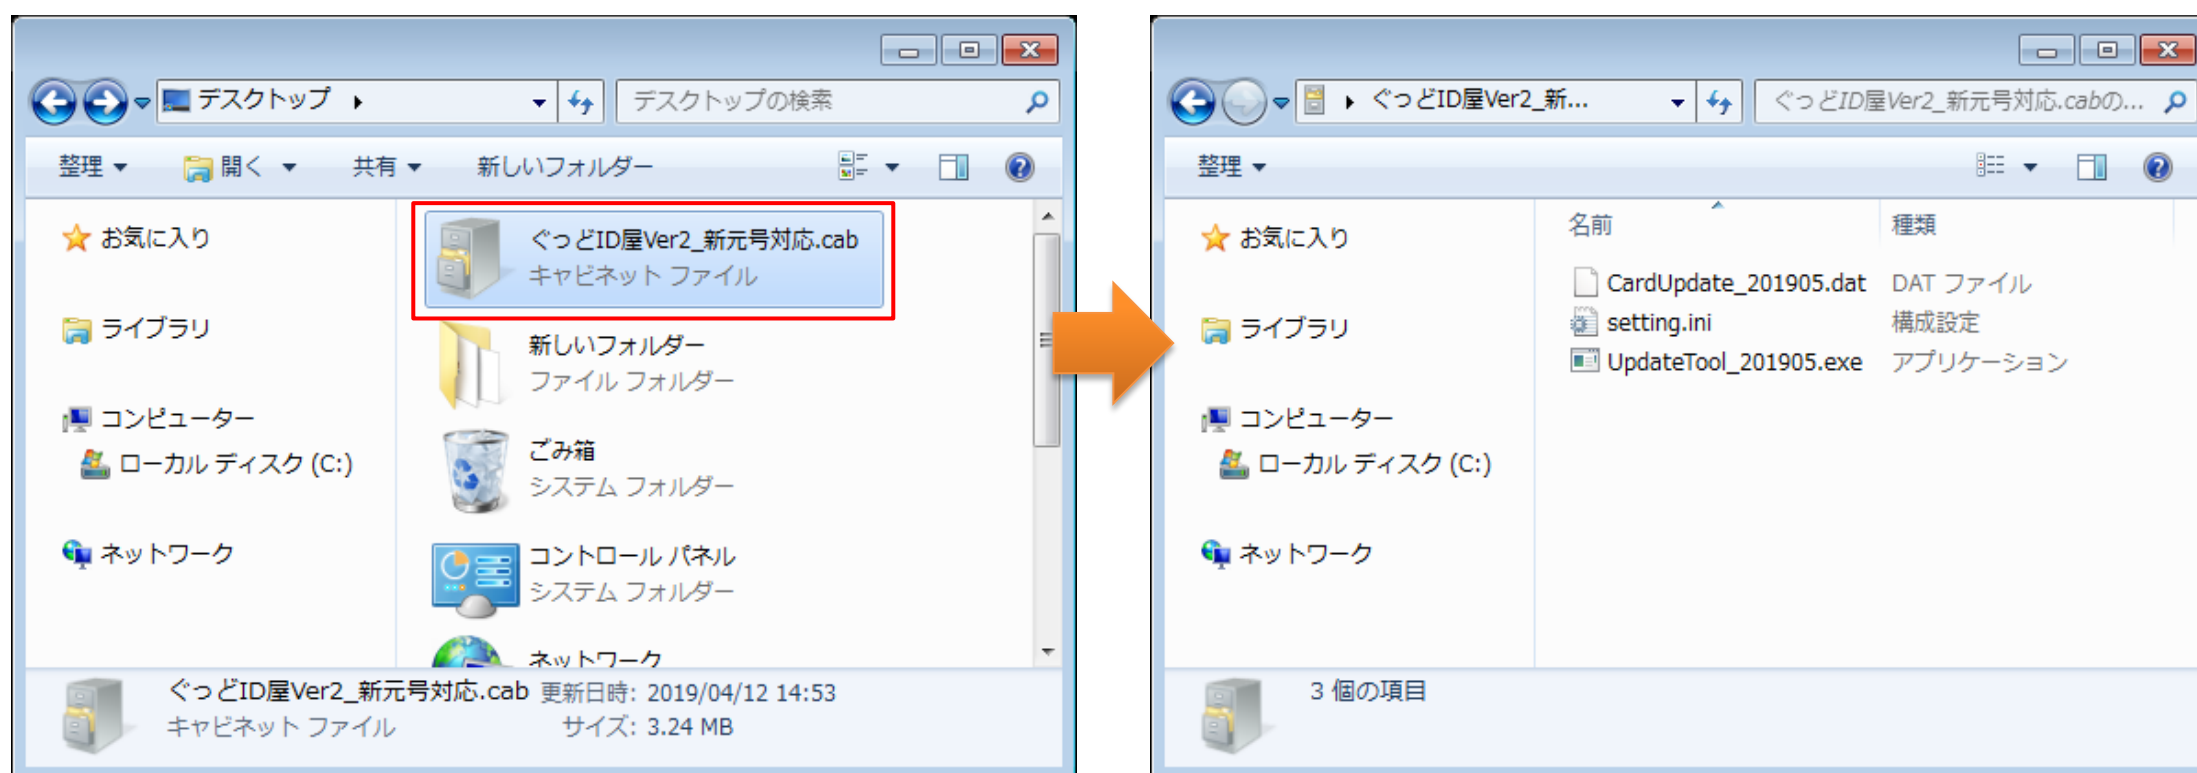 デスクトップ
デスクトップの検索
整理
開く
共有
新しいフォルダー
お気に入り
ライブラリ
コンピューター
ローカル ディスク (C:)
ネットワーク
ぐっどID屋Ver2_新元号対応.cab
キャビネット ファイル
新しいフォルダー
ファイル フォルダー
ごみ箱
システム フォルダー
コントロール パネル
システム フォルダー
ネットワーク
ぐっどID屋Ver2_新元号対応.cab 更新日時: 2019/04/12 14:53
キャビネット ファイル サイズ: 3.24 MB
ぐっどID屋Ver2_新...
ぐっどID屋Ver2_新元号対応.cabの...
整理
お気に入り
ライブラリ
コンピューター
ローカル ディスク (C:)
ネットワーク
名前 種類
CardUpdate_201905.dat DAT ファイル
setting.ini 構成設定
UpdateTool_201905.exe アプリケーション
3 個の項目